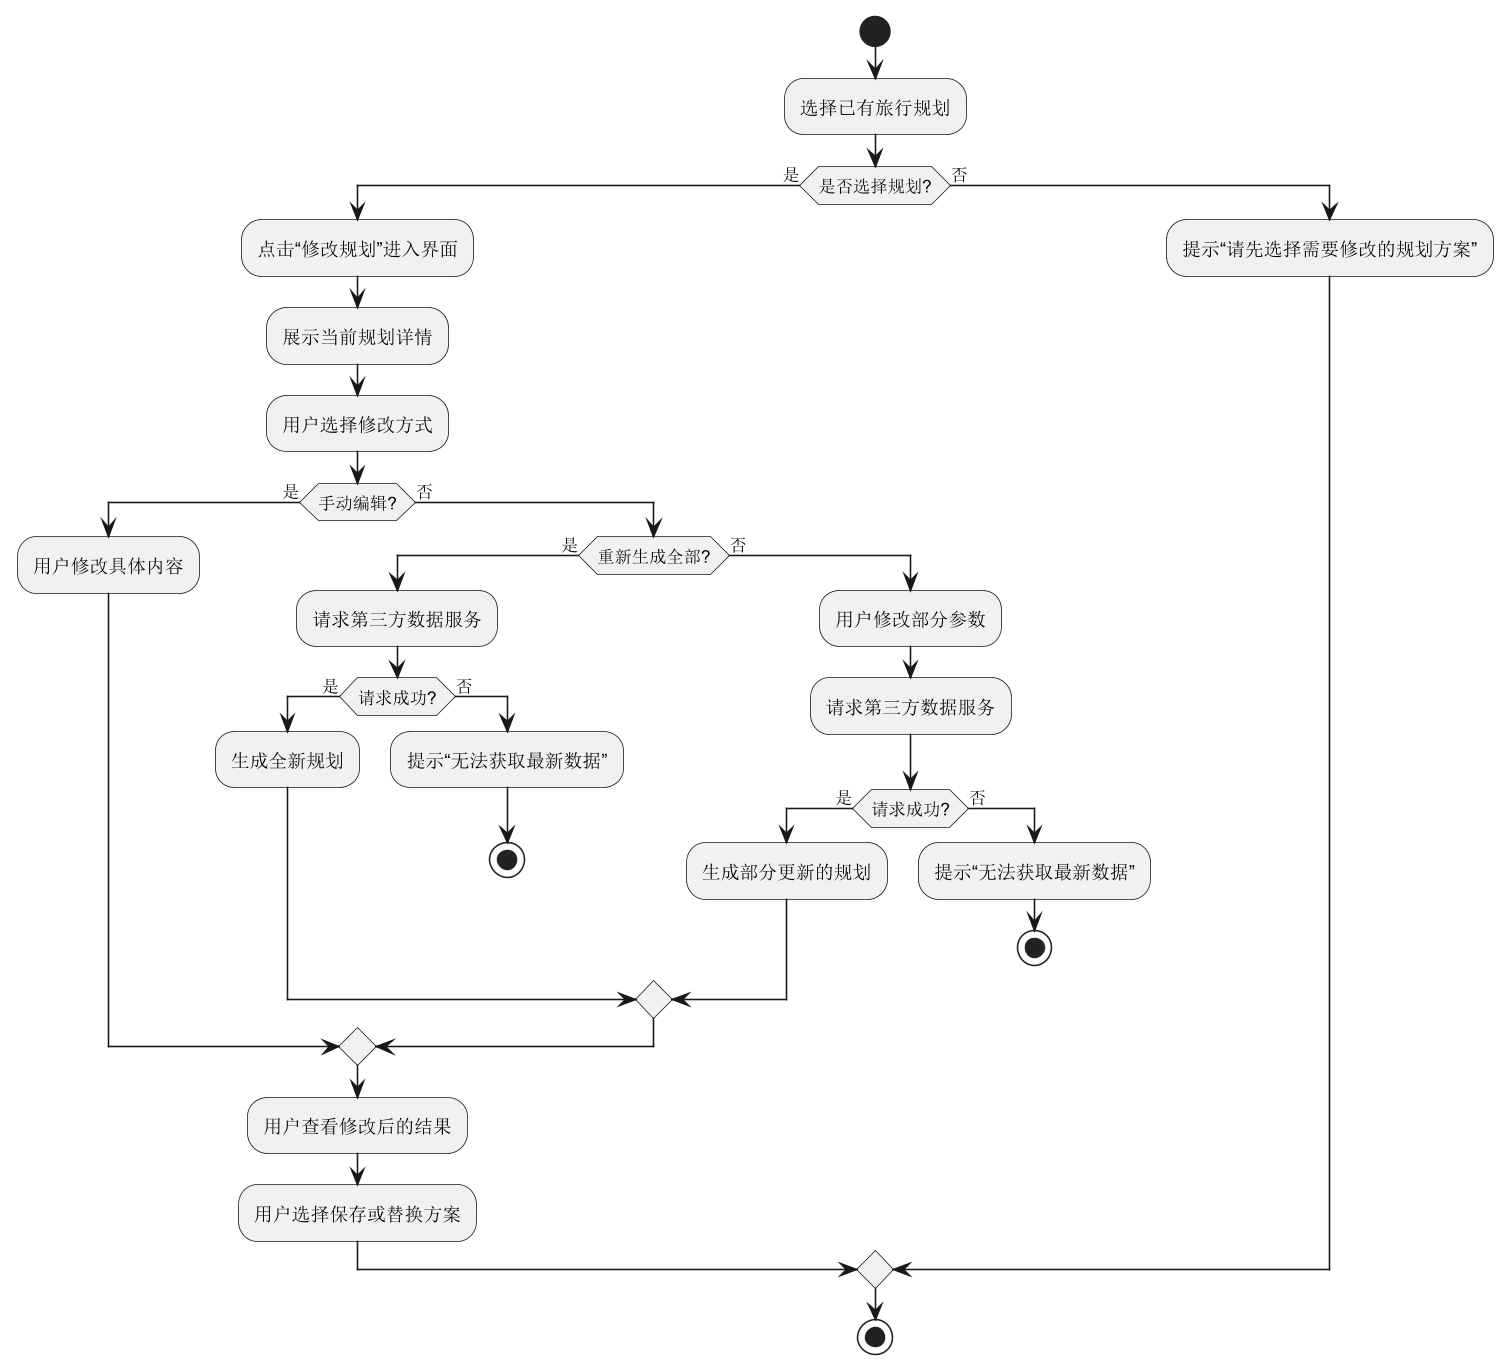 选择已有旅行规划
是
是否选择规划?
否
点击“修改规划”进入界面
提示“请先选择需要修改的规划方案”
展示当前规划详情
用户选择修改方式
是
手动编辑?
否
用户修改具体内容
是
重新生成全部?
否
请求第三方数据服务
用户修改部分参数
是
请求成功?
否
请求第三方数据服务
生成全新规划
提示“无法获取最新数据”
是
请求成功?
否
生成部分更新的规划
提示“无法获取最新数据”
用户查看修改后的结果
用户选择保存或替换方案